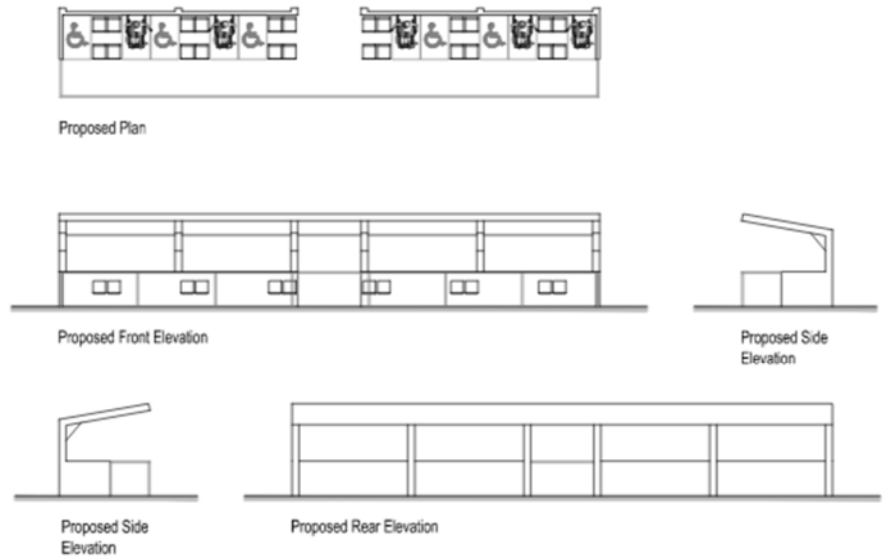 Proposed Plan
Proposed Front Elevation
Proposed Side
Elevation
Proposed Side
Elevation
Proposed Rear Elevation